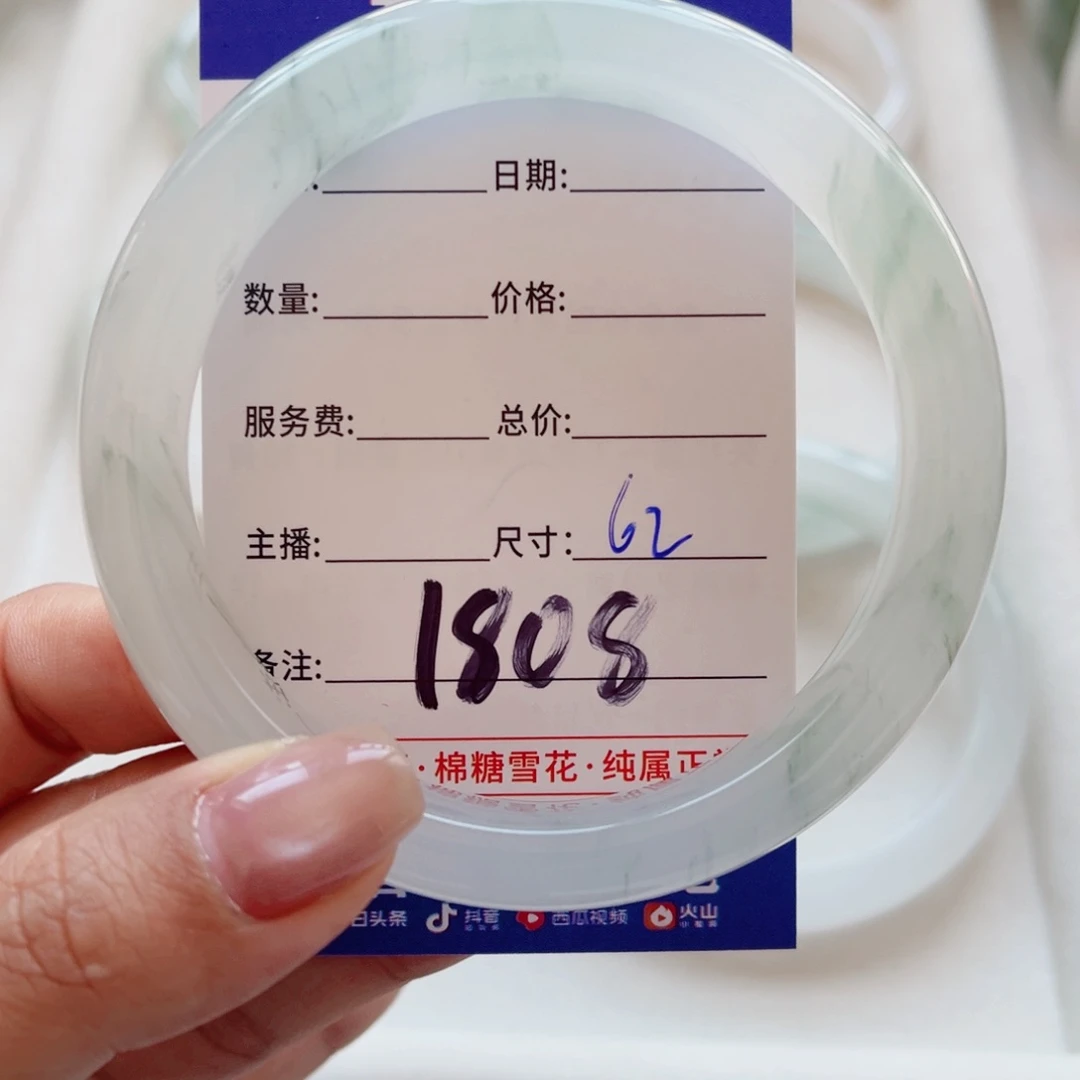 日期:
数量: 价格:
服务费: 总价:
主播: 尺寸: 62
1808
备注:
·棉糖雪花·纯属正
日头条 抖音 西瓜视频 火山